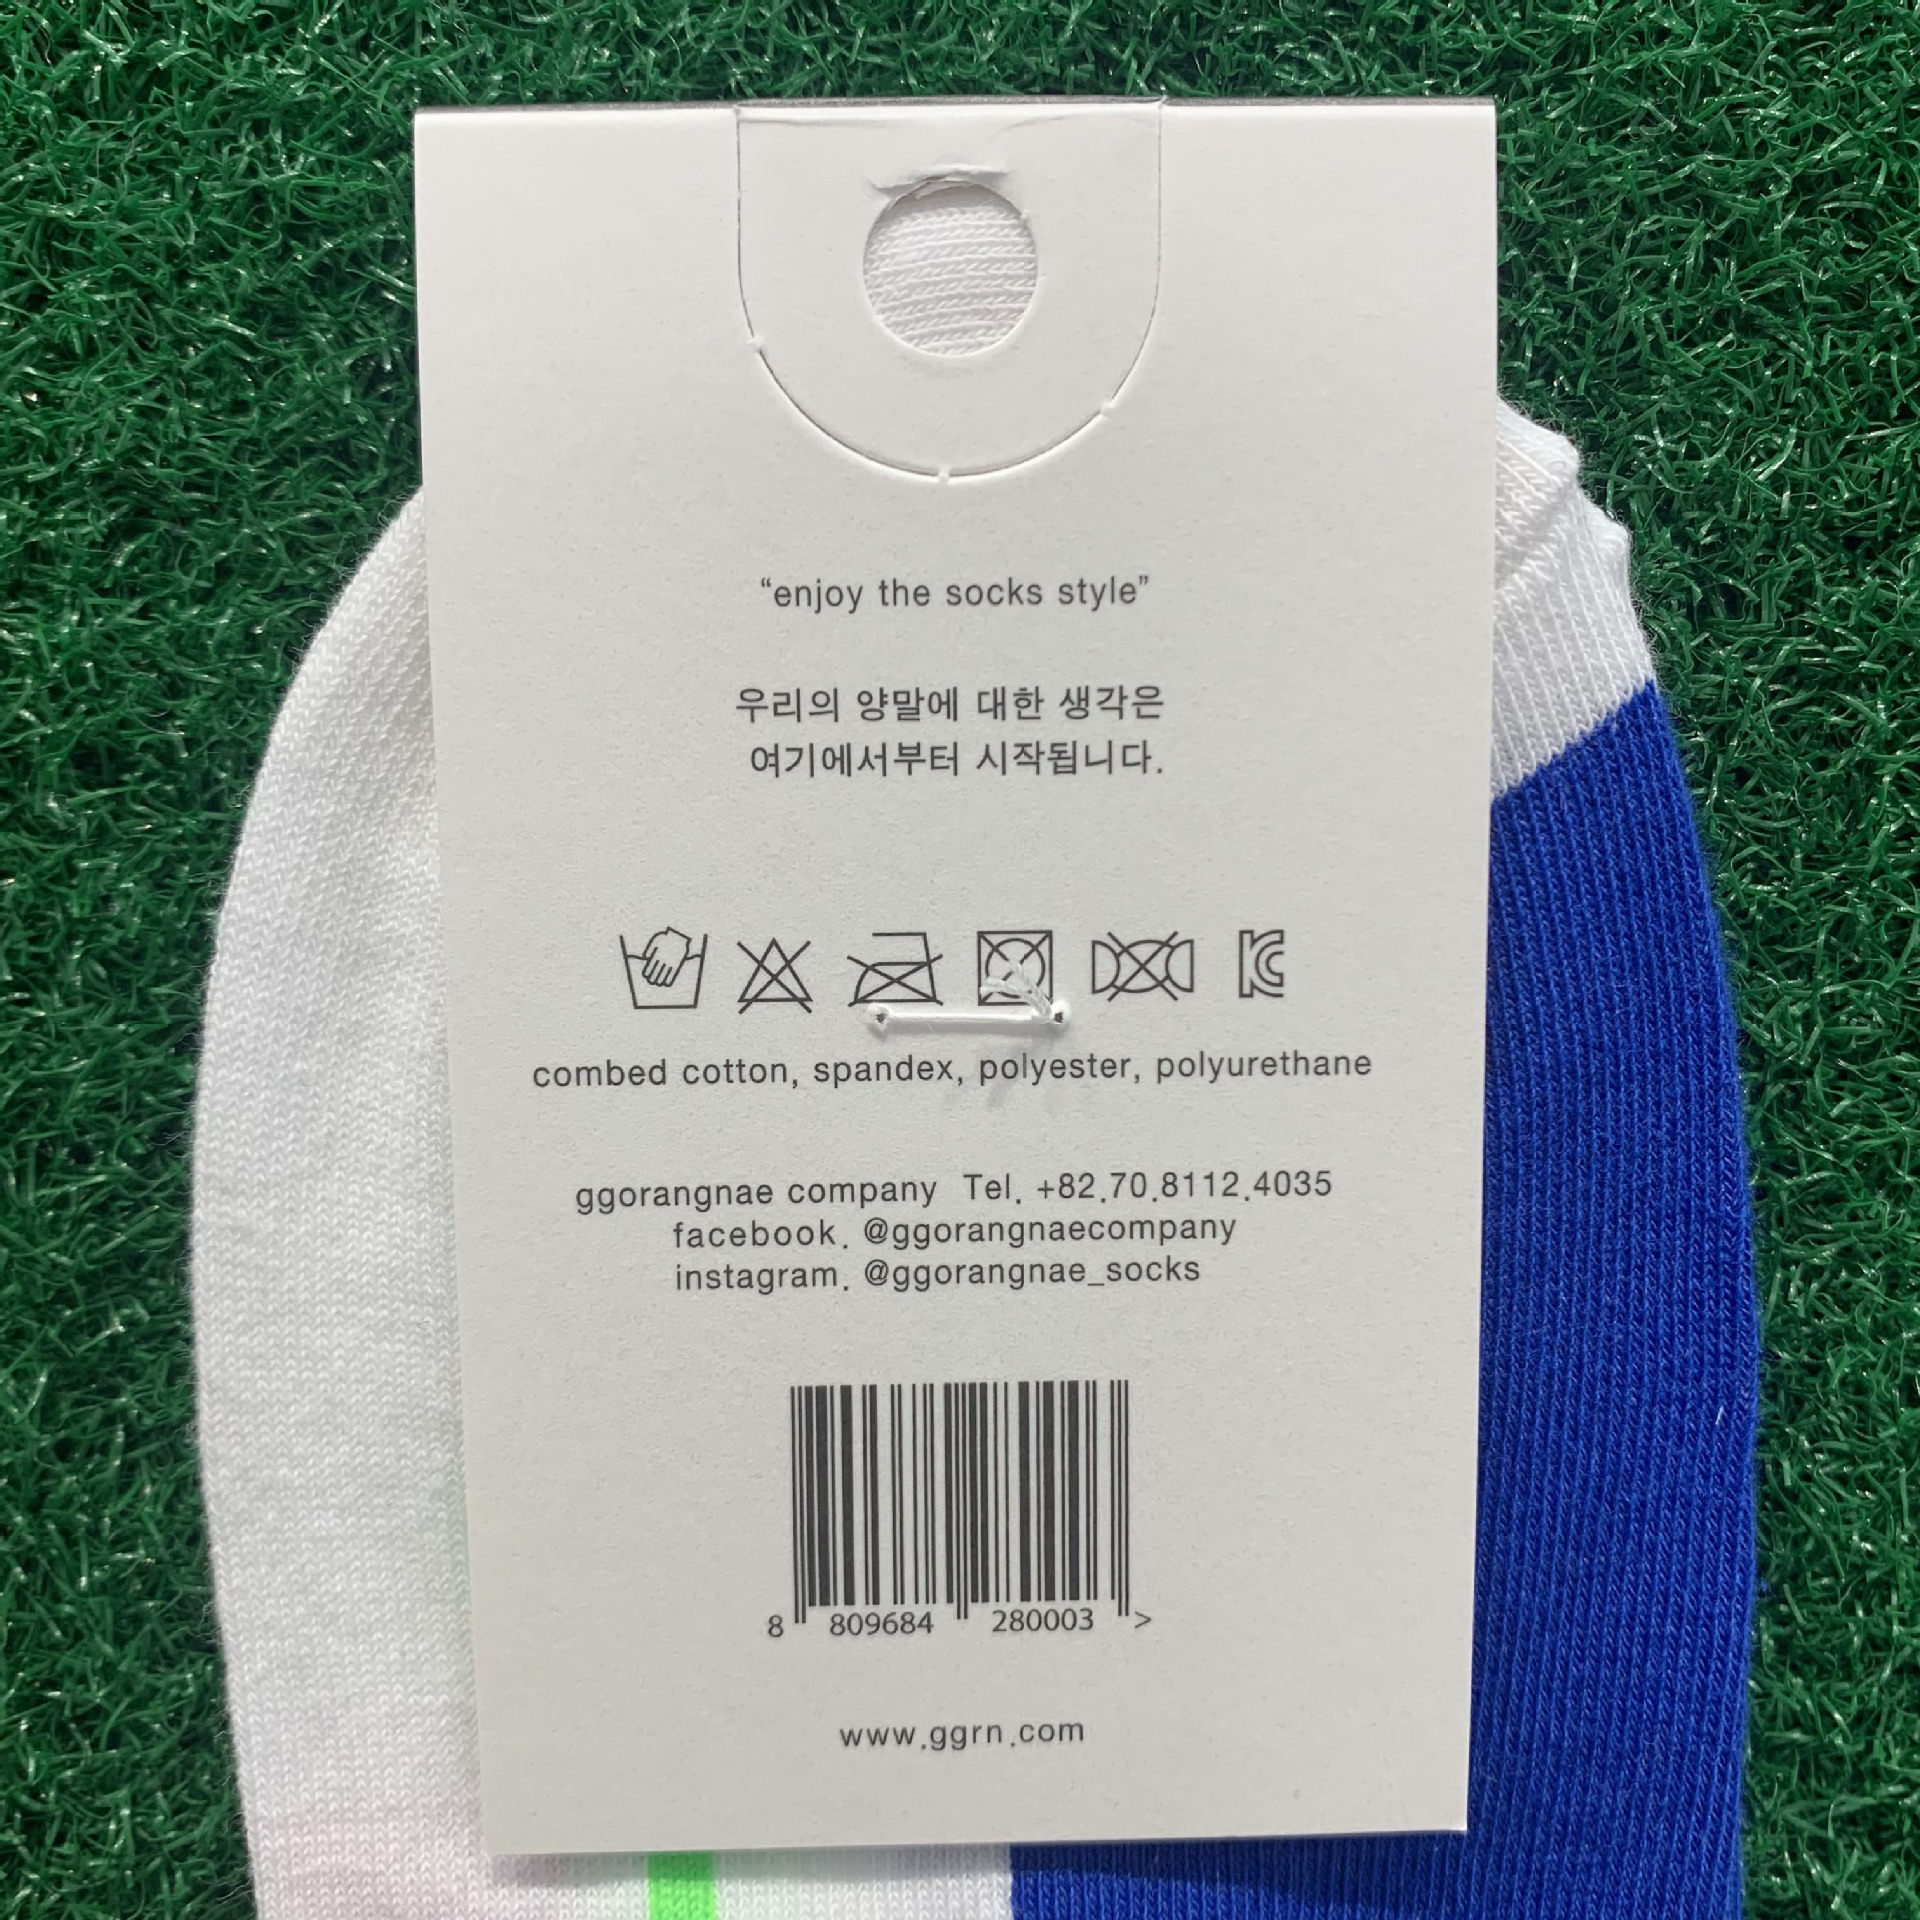 “enjoy the socks style”
우리의 양말에 대한 생각은
여기에서부터 시작됩니다.
KC
combed cotton, spandex, polyester, polyurethane
ggorangnae company Tel. +82.70.8112.4035
facebook. @ggorangnaecompany
instagram. @ggorangnae_socks
8 809684 280003 >
www.ggrn.com